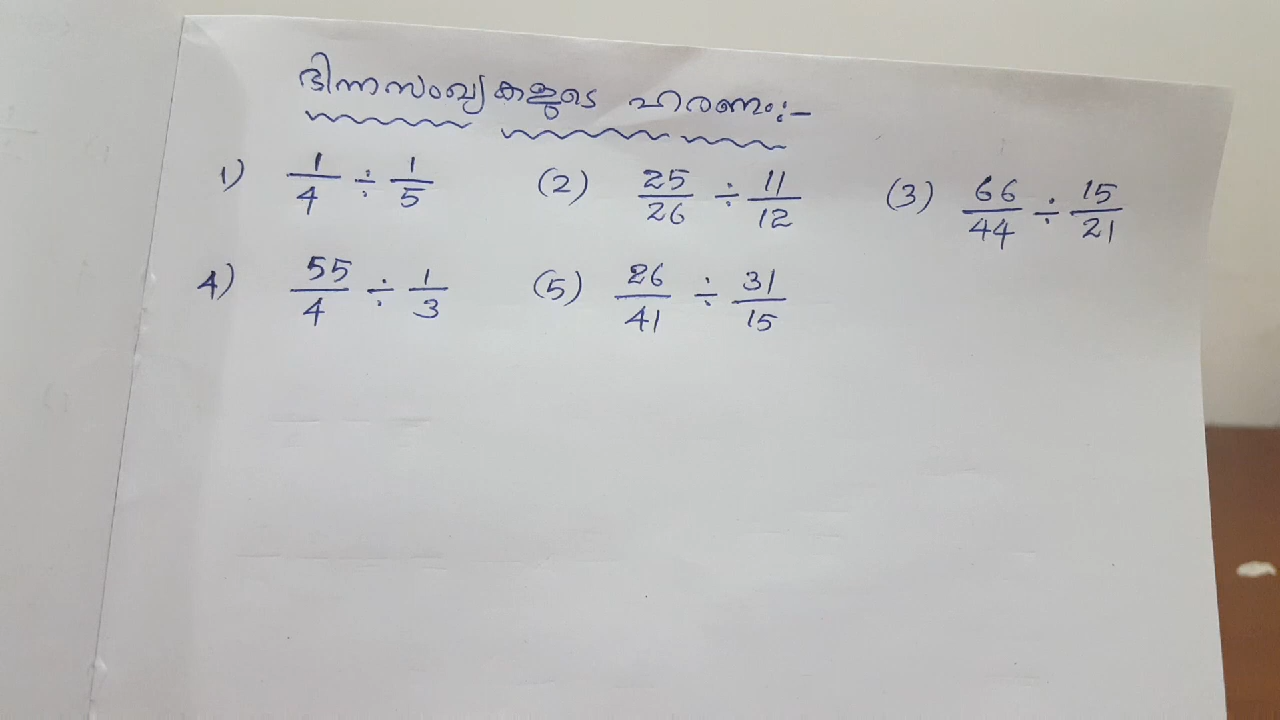 ഭിന്നസംഖ്യകളുടെ ഹരണം:-
1) 1/4 ÷ 1/5 (2) 25/26 ÷ 11/12 (3) 66/44 ÷ 15/21
4) 55/4 ÷ 1/3 (5) 26/41 ÷ 31/15